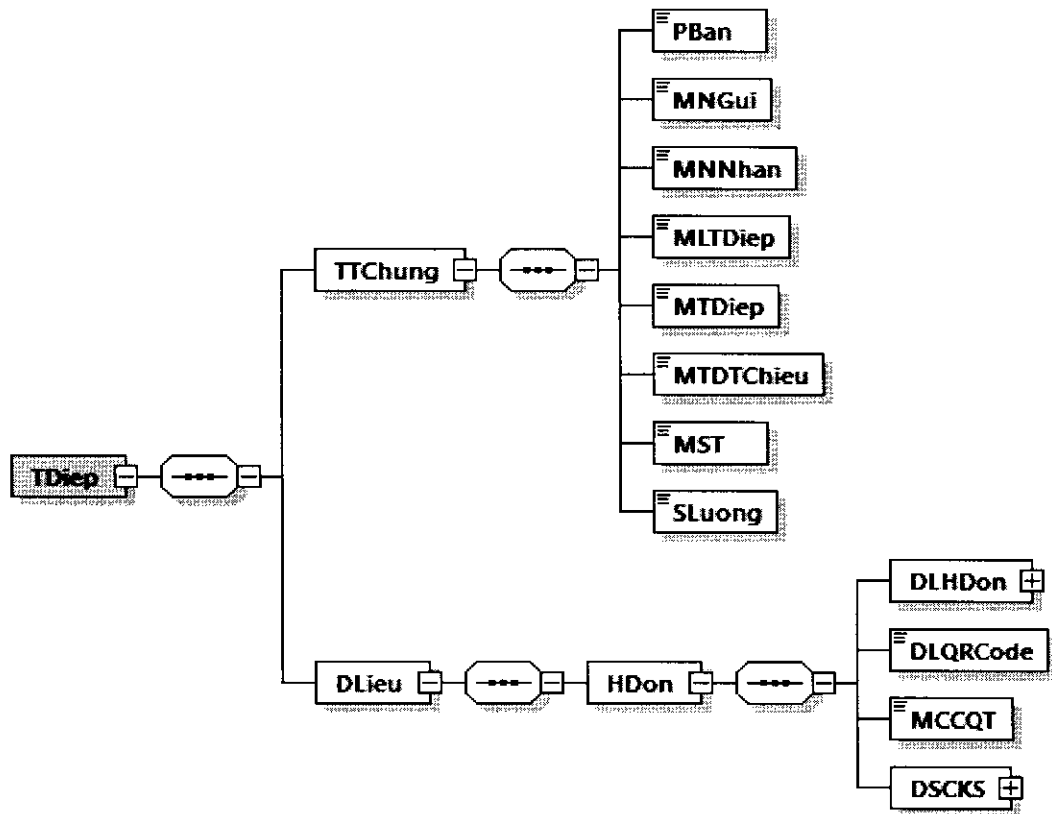 PBan
MNGui
MNNhan
MLTDiep
TTChung
MTDiep
MTDTChieu
MST
TDiep
SLuong
DLHDon
DLQRCode
DLieu
HDon
MCCQT
DSCKS